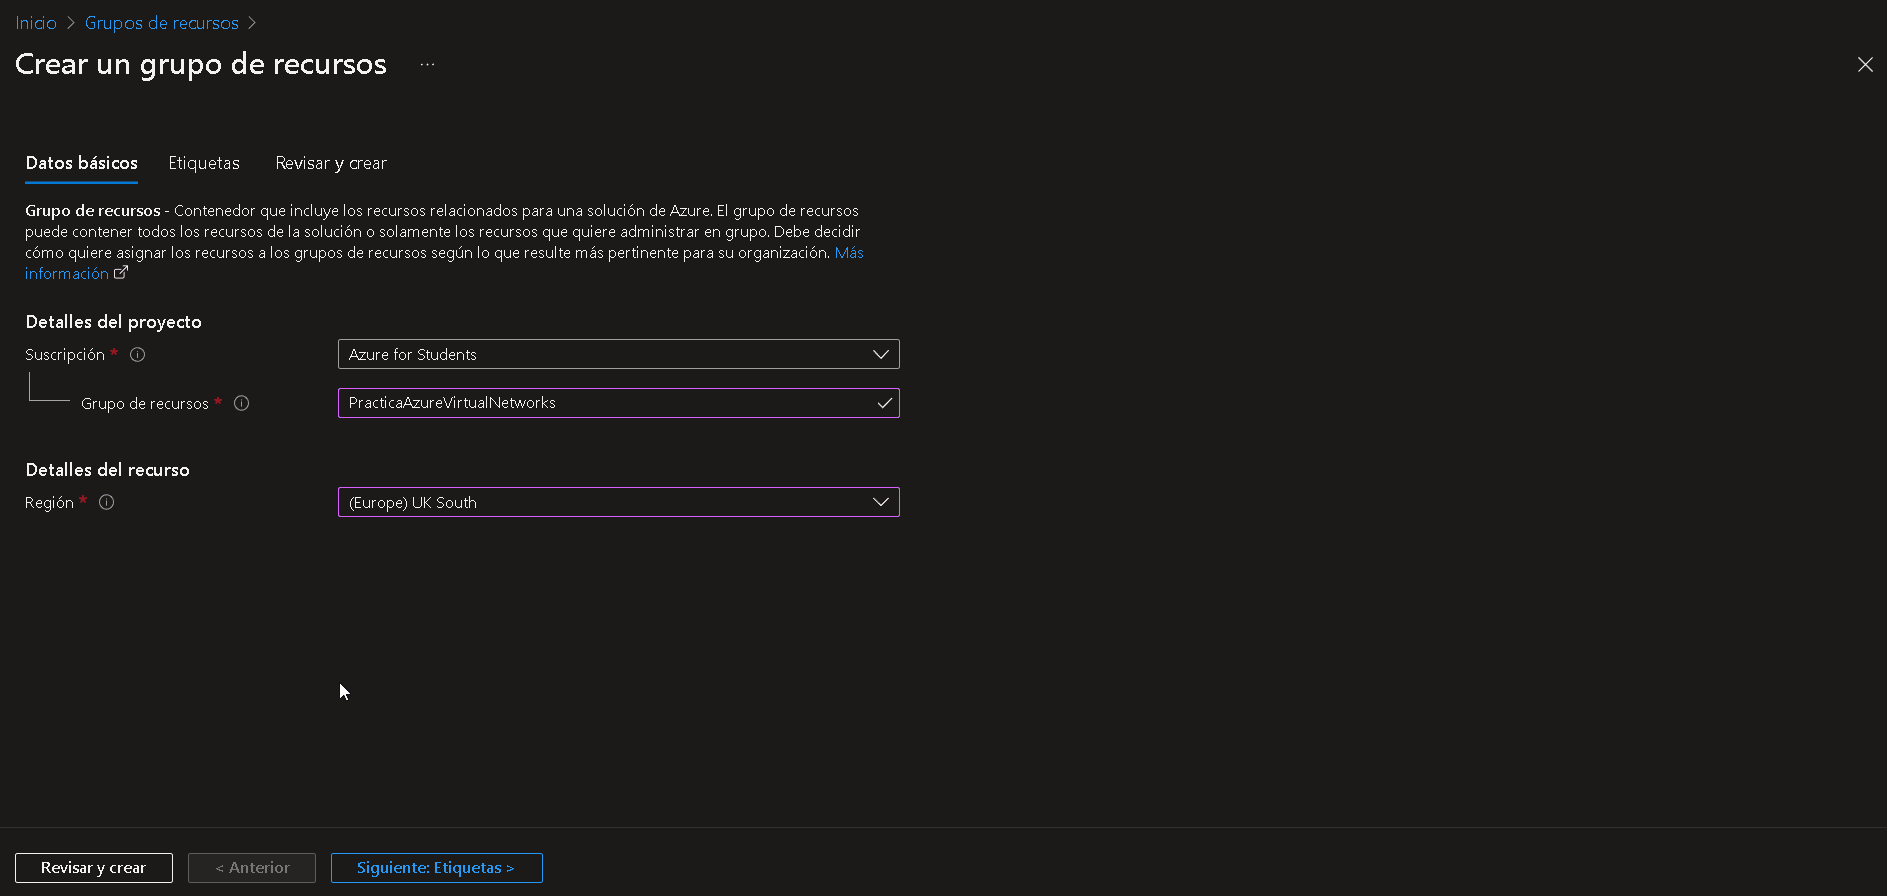 Inicio > Grupos de recursos >
Crear un grupo de recursos ...
Datos básicos Etiquetas Revisar y crear
Grupo de recursos - Contenedor que incluye los recursos relacionados para una solución de Azure. El grupo de recursos
puede contener todos los recursos de la solución o solamente los recursos que quiere administrar en grupo. Debe decidir
cómo quiere asignar los recursos a los grupos de recursos según lo que resulte más pertinente para su organización. Más
información
Detalles del proyecto
Suscripción * Azure for Students
Grupo de recursos * PracticaAzureVirtualNetworks
Detalles del recurso
Región * (Europe) UK South
Revisar y crear < Anterior Siguiente: Etiquetas >